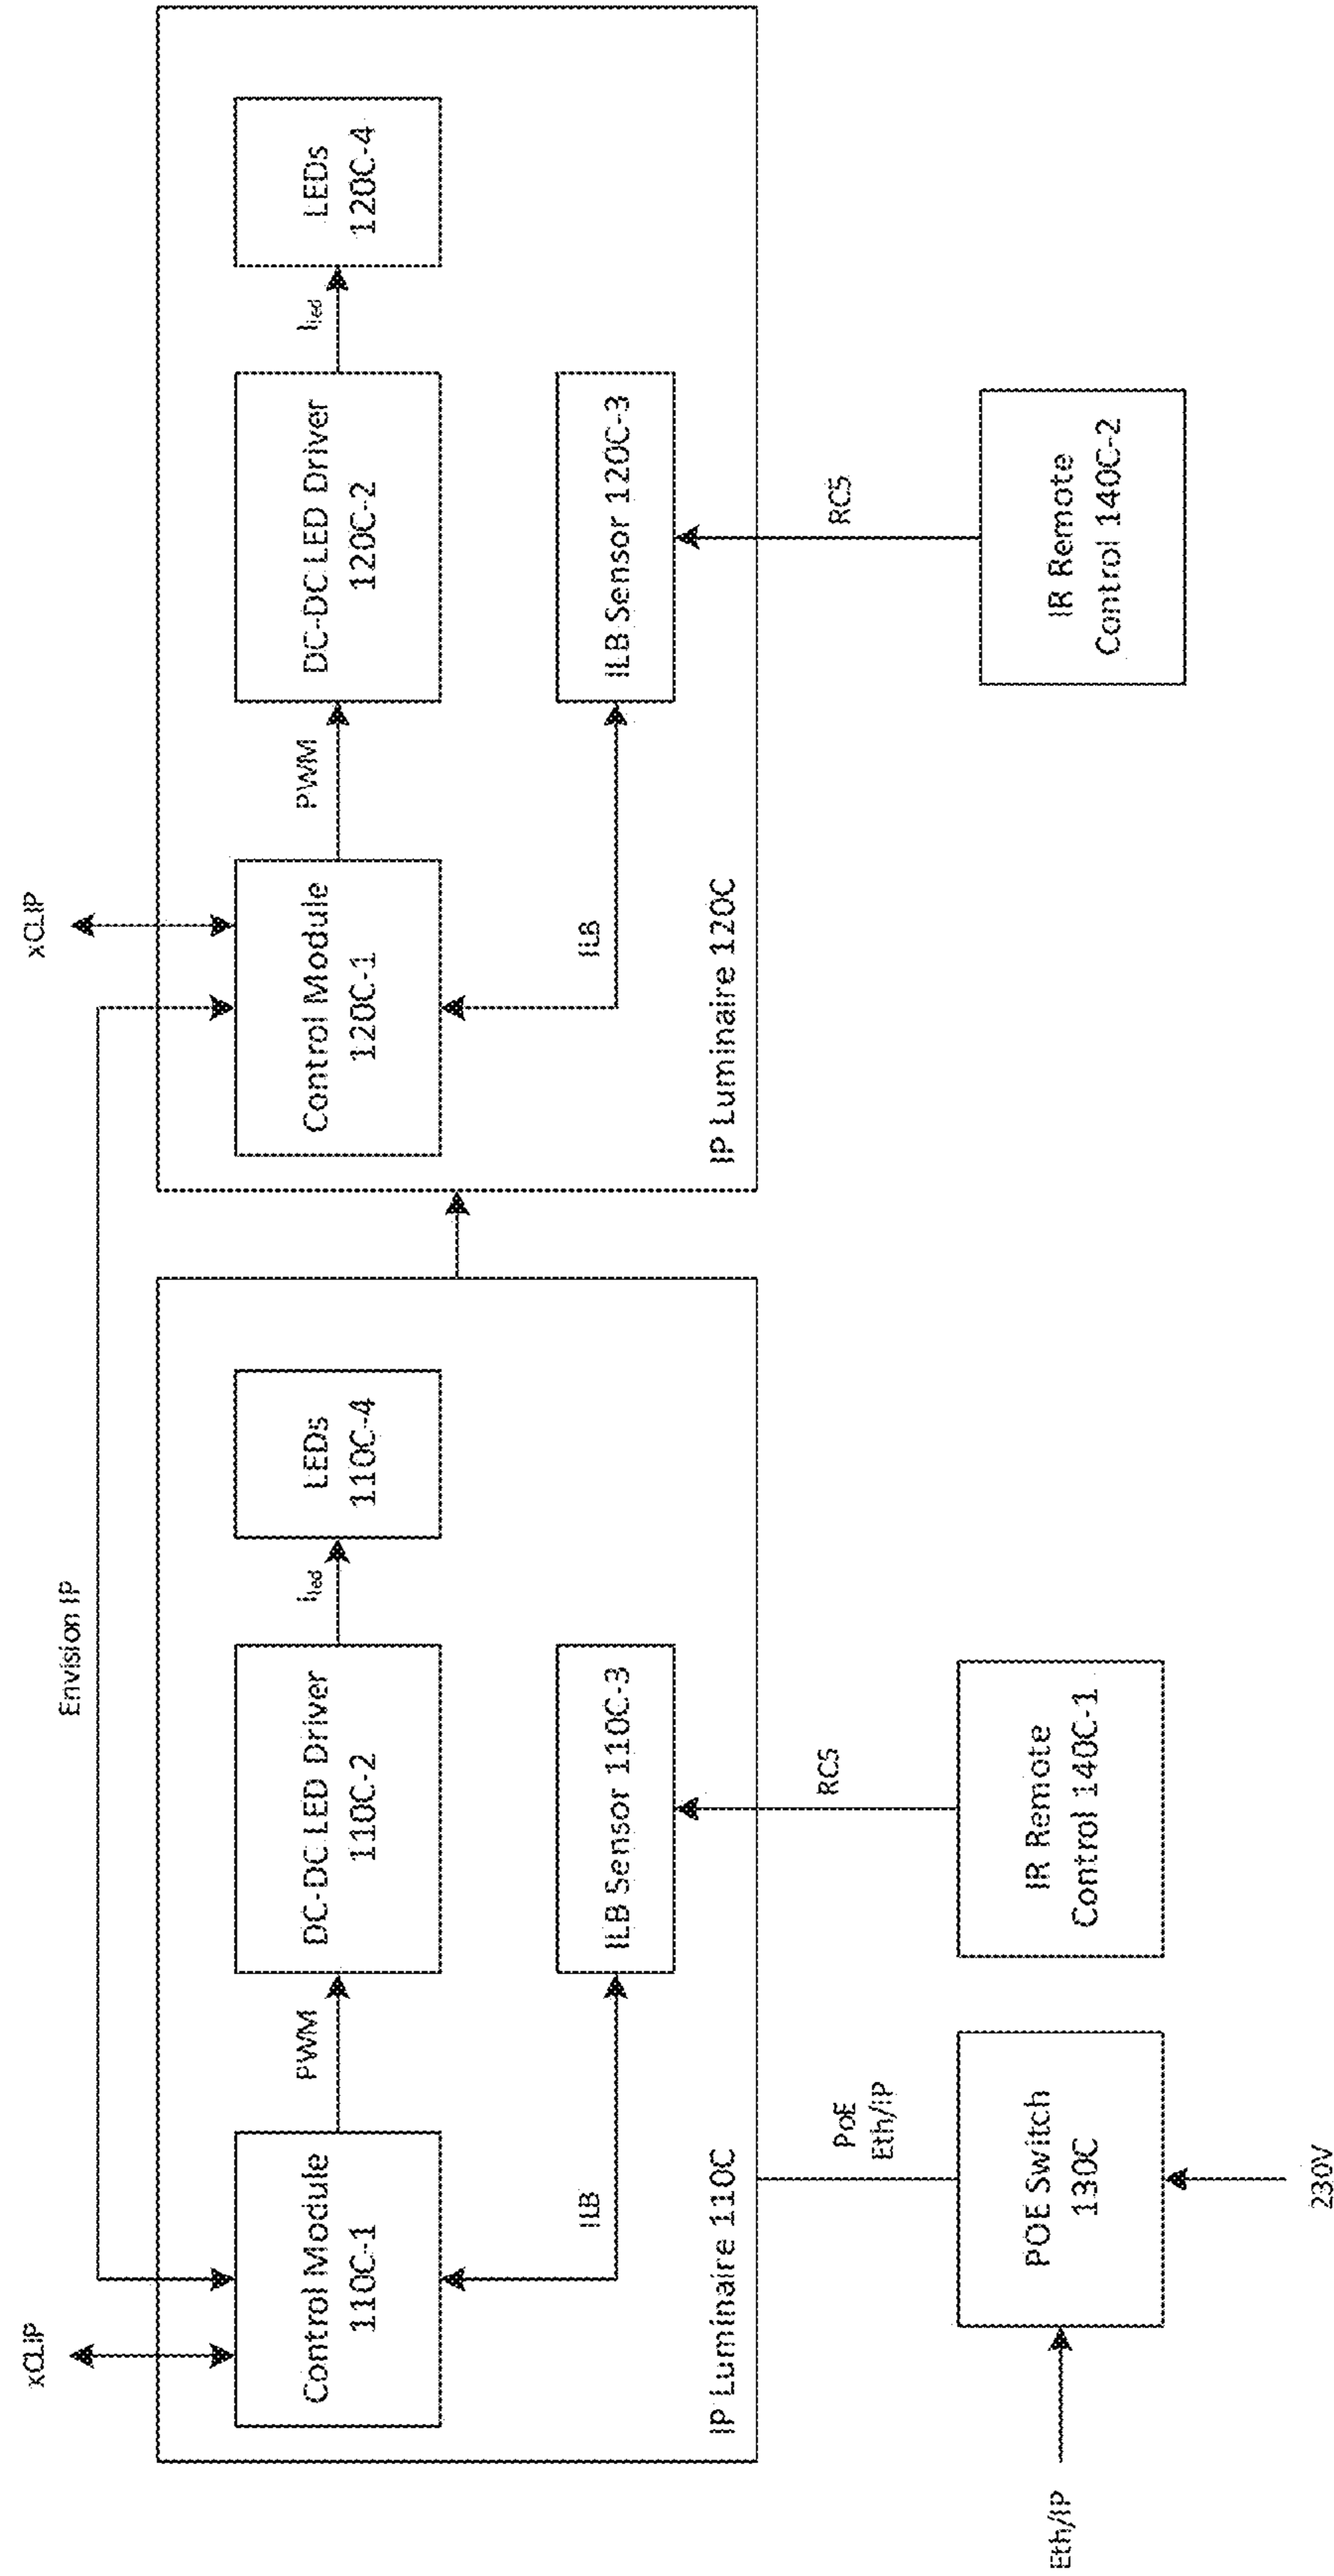 xCLIP
xCLIP
Envision IP
Control Module
110C-1
PWM
DC-DC LED Driver
110C-2
iled
LEDs
110C-4
ILB
ILB Sensor 110C-3
IP Luminaire 110C
Control Module
120C-1
PWM
DC-DC LED Driver
120C-2
Iled
LEDs
120C-4
ILB
ILB Sensor 120C-3
IP Luminaire 120C
PoE
Eth/IP
RC5
RC5
Eth/IP
POE Switch
130C
IR Remote
Control 140C-1
IR Remote
Control 140C-2
230V